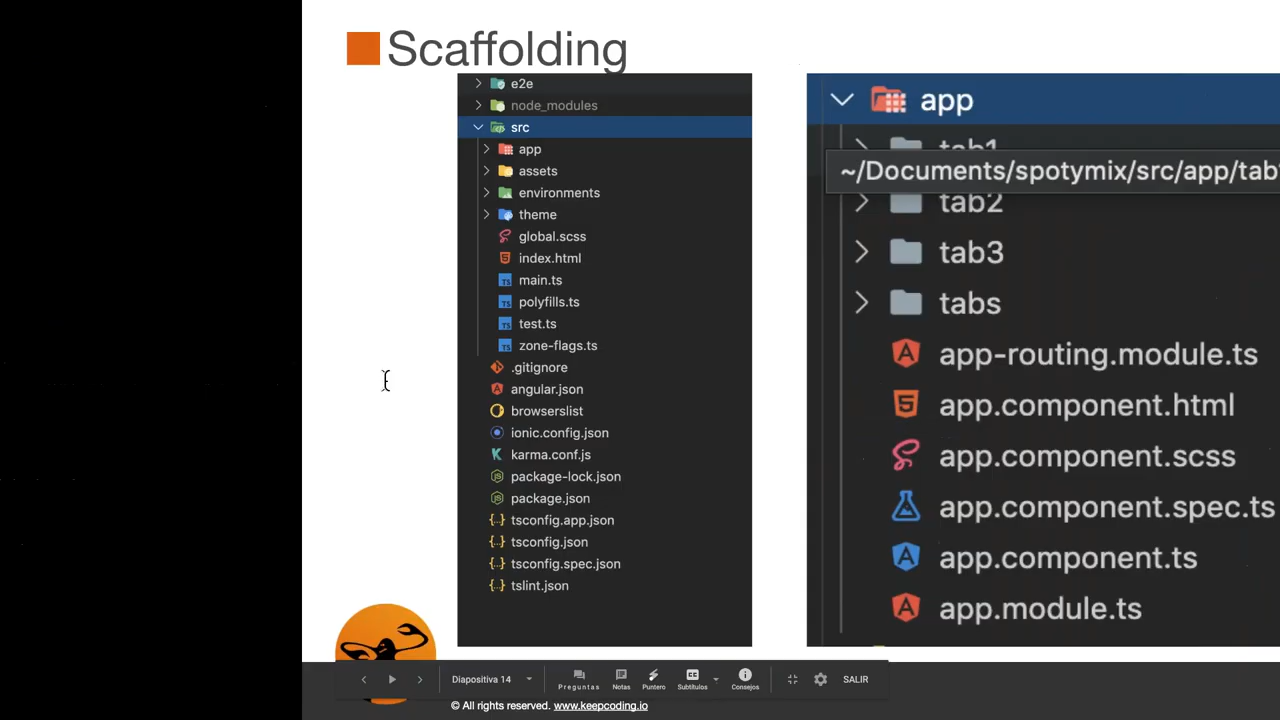 Scaffolding
e2e
node_modules
src
app
assets
environments
theme
global.scss
index.html
main.ts
polyfills.ts
test.ts
zone-flags.ts
.gitignore
angular.json
browserslist
ionic.config.json
karma.conf.js
package-lock.json
package.json
tsconfig.app.json
tsconfig.json
tsconfig.spec.json
tslint.json
app
tab1
~/Documents/spotymix/src/app/tab
tab2
tab3
tabs
app-routing.module.ts
app.component.html
app.component.scss
app.component.spec.ts
app.component.ts
app.module.ts
Diapositiva 14
Preguntas
Notas
Puntero
Subtítulos
Consejos
SALIR
© All rights reserved. www.keepcoding.io